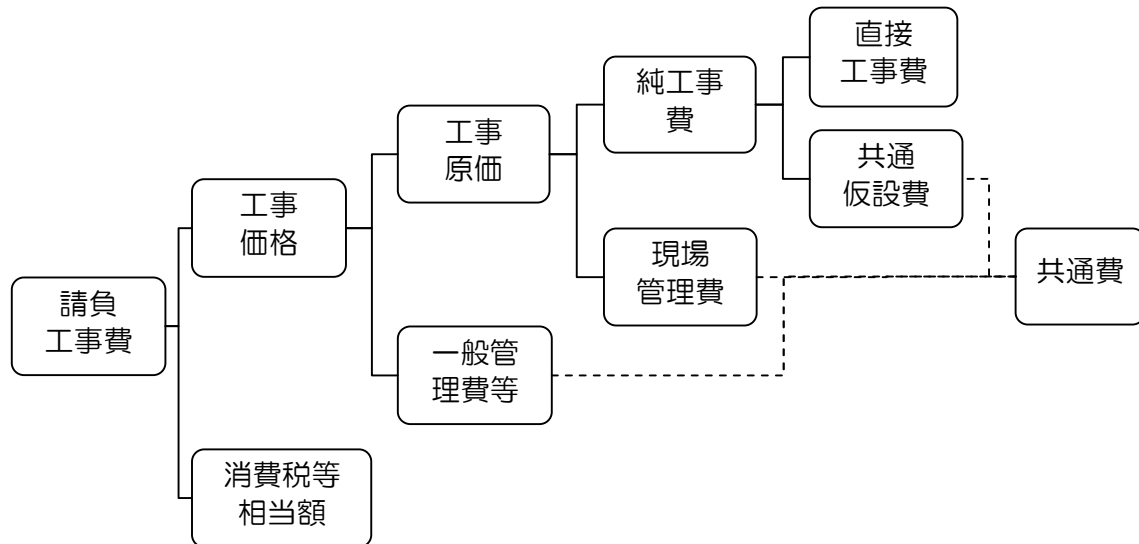 直接
工事費
純工事
費
工事
原価
共通
仮設費
工事
価格
現場
管理費
共通費
請負
工事費
一般管
理費等
消費税等
相当額